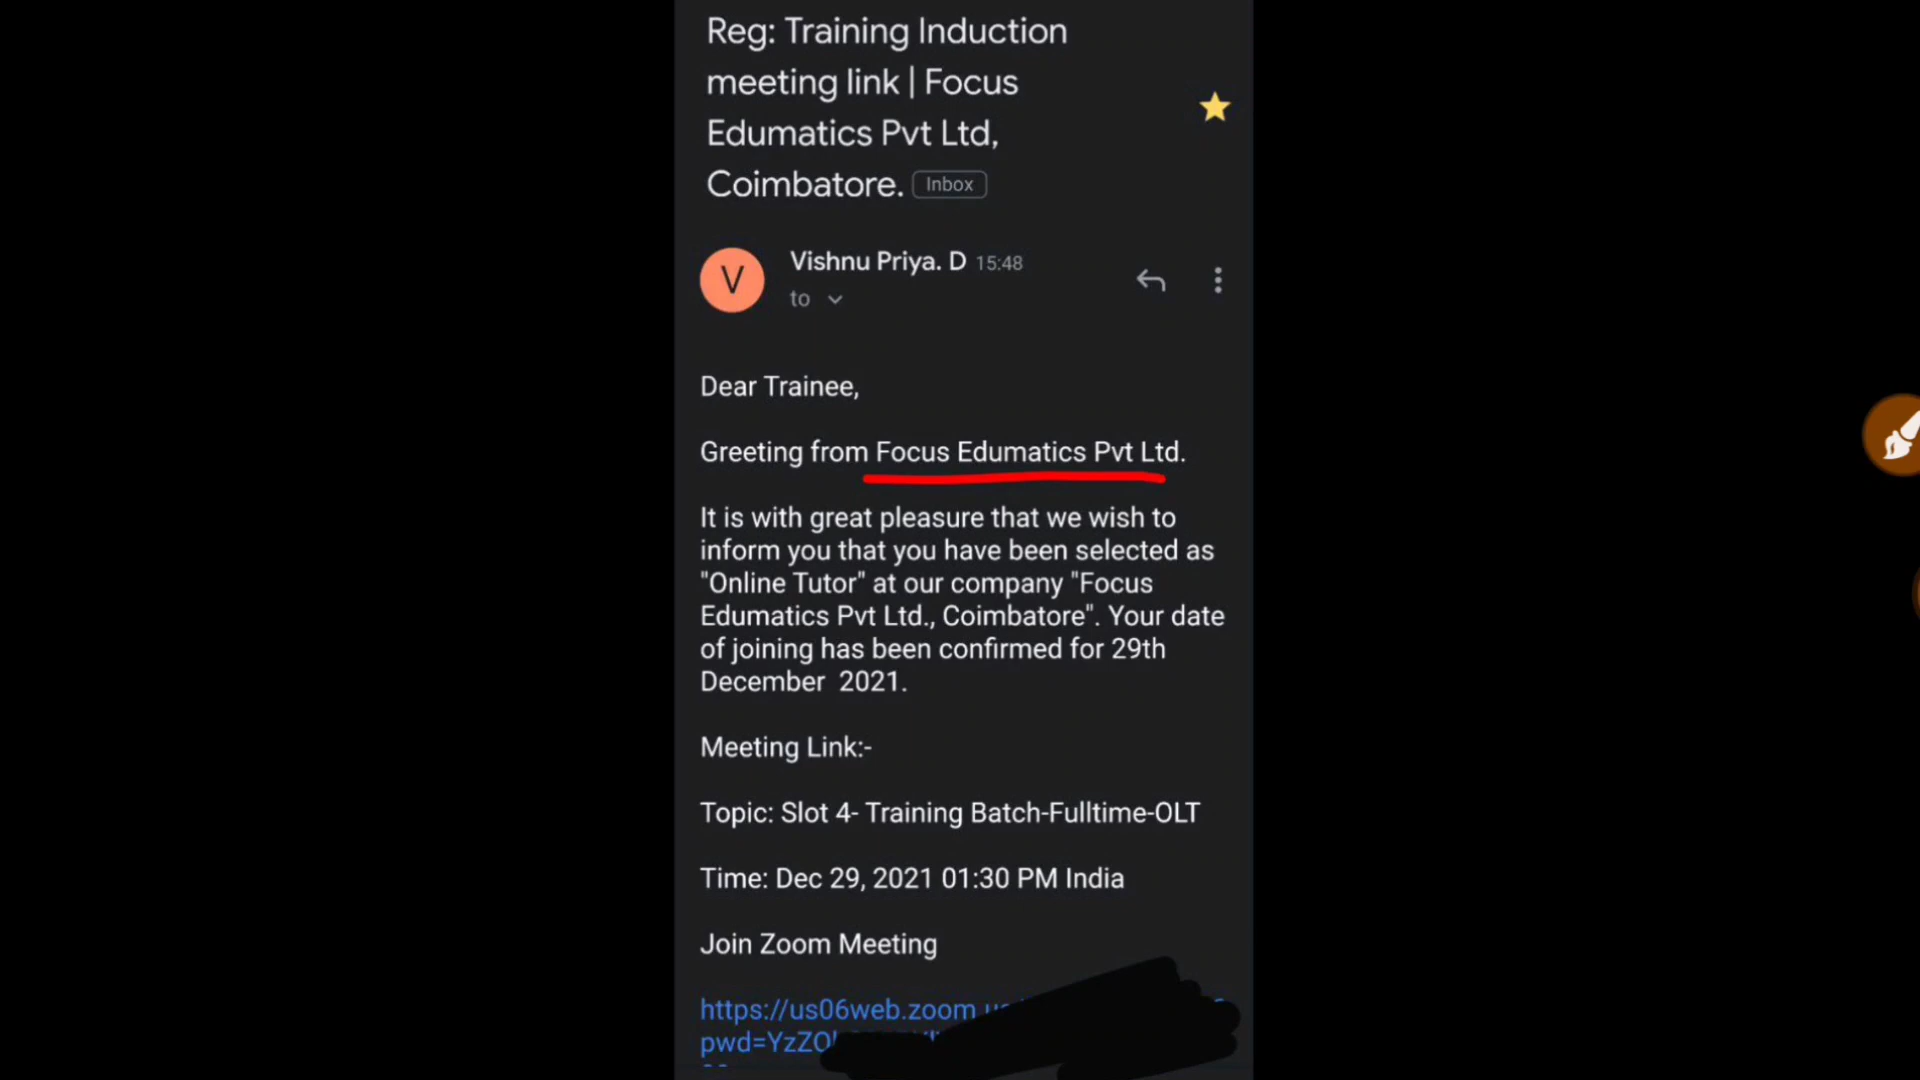 Reg: Training Induction
meeting link | Focus
Edumatics Pvt Ltd,
Coimbatore. Inbox
V
Vishnu Priya. D 15:48
to
Dear Trainee,
Greeting from Focus Edumatics Pvt Ltd.
It is with great pleasure that we wish to
inform you that you have been selected as
"Online Tutor" at our company "Focus
Edumatics Pvt Ltd., Coimbatore". Your date
of joining has been confirmed for 29th
December 2021.
Meeting Link:-
Topic: Slot 4- Training Batch-Fulltime-OLT
Time: Dec 29, 2021 01:30 PM India
Join Zoom Meeting
https://us06web.zoom
pwd=YzZO